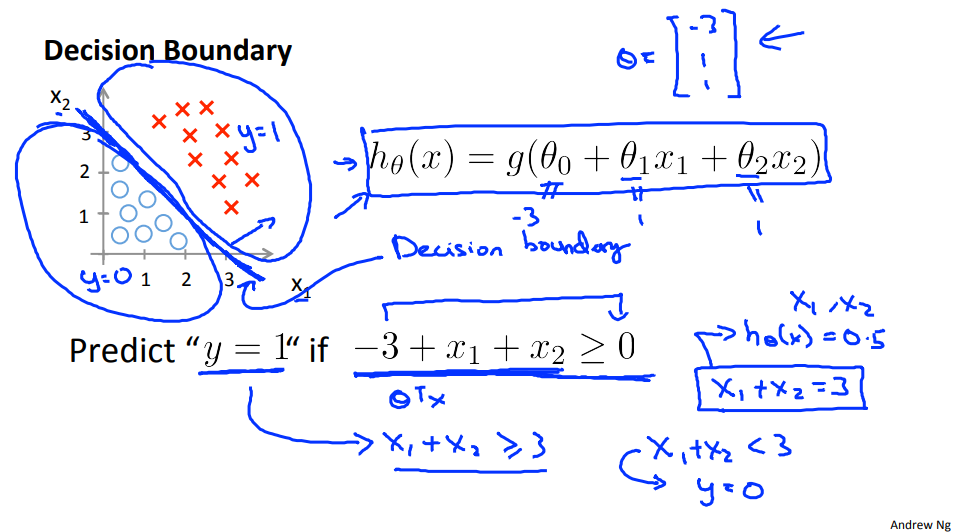 Decision Boundary
θ = [-3 1 1]
x₂
3
2
1
y=1
y=0 1 2 3 x₁
h_θ(x) = g(θ₀ + θ₁x₁ + θ₂x₂)
-3 1 1
Decision boundary
Predict “y = 1“ if -3 + x₁ + x₂ ≥ 0
θᵀx
x₁ + x₂ ≥ 3
x₁, x₂
h_θ(x) = 0.5
x₁ + x₂ = 3
x₁+x₂ < 3
y=0
Andrew Ng